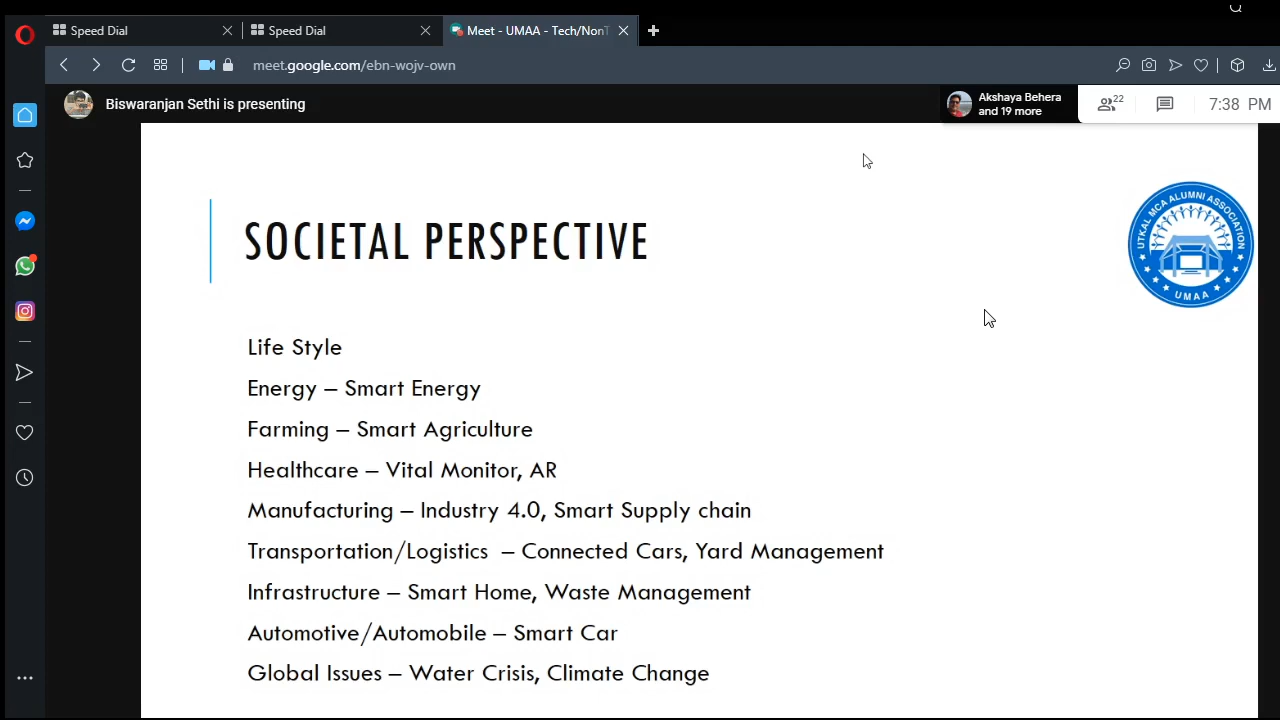 Speed Dial
Speed Dial
Meet - UMAA - Tech/NonT
meet.google.com/ebn-wojv-own
Biswaranjan Sethi is presenting
Akshaya Behera
and 19 more
22
7:38 PM
SOCIETAL PERSPECTIVE
UTKAL MCA ALUMNI ASSOCIATION
UMAA
Life Style
Energy – Smart Energy
Farming – Smart Agriculture
Healthcare – Vital Monitor, AR
Manufacturing – Industry 4.0, Smart Supply chain
Transportation/Logistics – Connected Cars, Yard Management
Infrastructure – Smart Home, Waste Management
Automotive/Automobile – Smart Car
Global Issues – Water Crisis, Climate Change